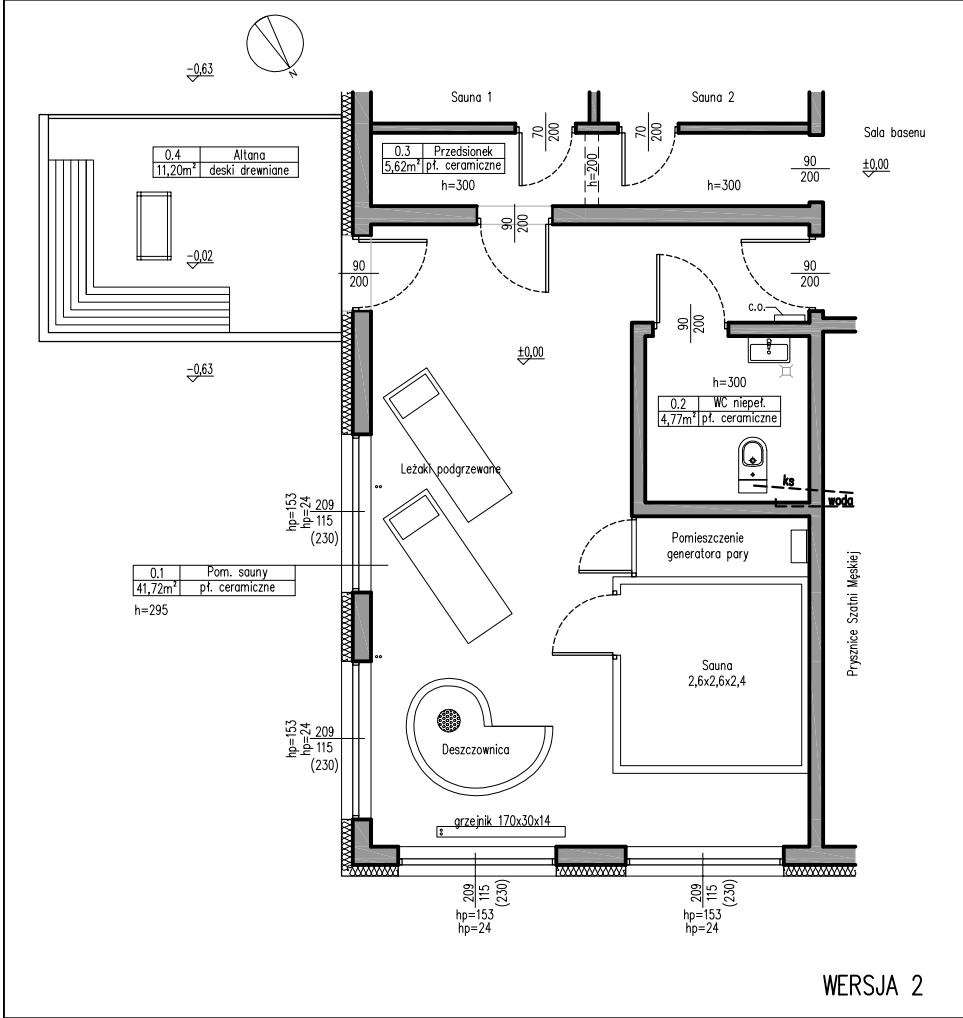 N
-0,63
Sauna 1
Sauna 2
70
200
70
200
Sala basenu
±0,00
0.4 Altana
11,20m² deski drewniane
0.3 Przedsionek
5,62m² pł. ceramiczne
h=300
h=200
h=300
90
200
90
200
-0,02
90
200
90
200
c.o.
90
200
-0,63
±0,00
h=300
0.2 WC niepeł.
4,77m² pł. ceramiczne
Leżaki podgrzewane
ks
woda
hp=153
hp=24
209
115
(230)
Pomieszczenie
generatora pary
0.1 Pom. sauny
41,72m² pł. ceramiczne
h=295
Prysznice Szatni Męskiej
Sauna
2,6x2,6x2,4
hp=153
hp=24
209
115
(230)
Deszczownica
grzejnik 170x30x14
209
115
(230)
hp=153
hp=24
209
115
(230)
hp=153
hp=24
WERSJA 2